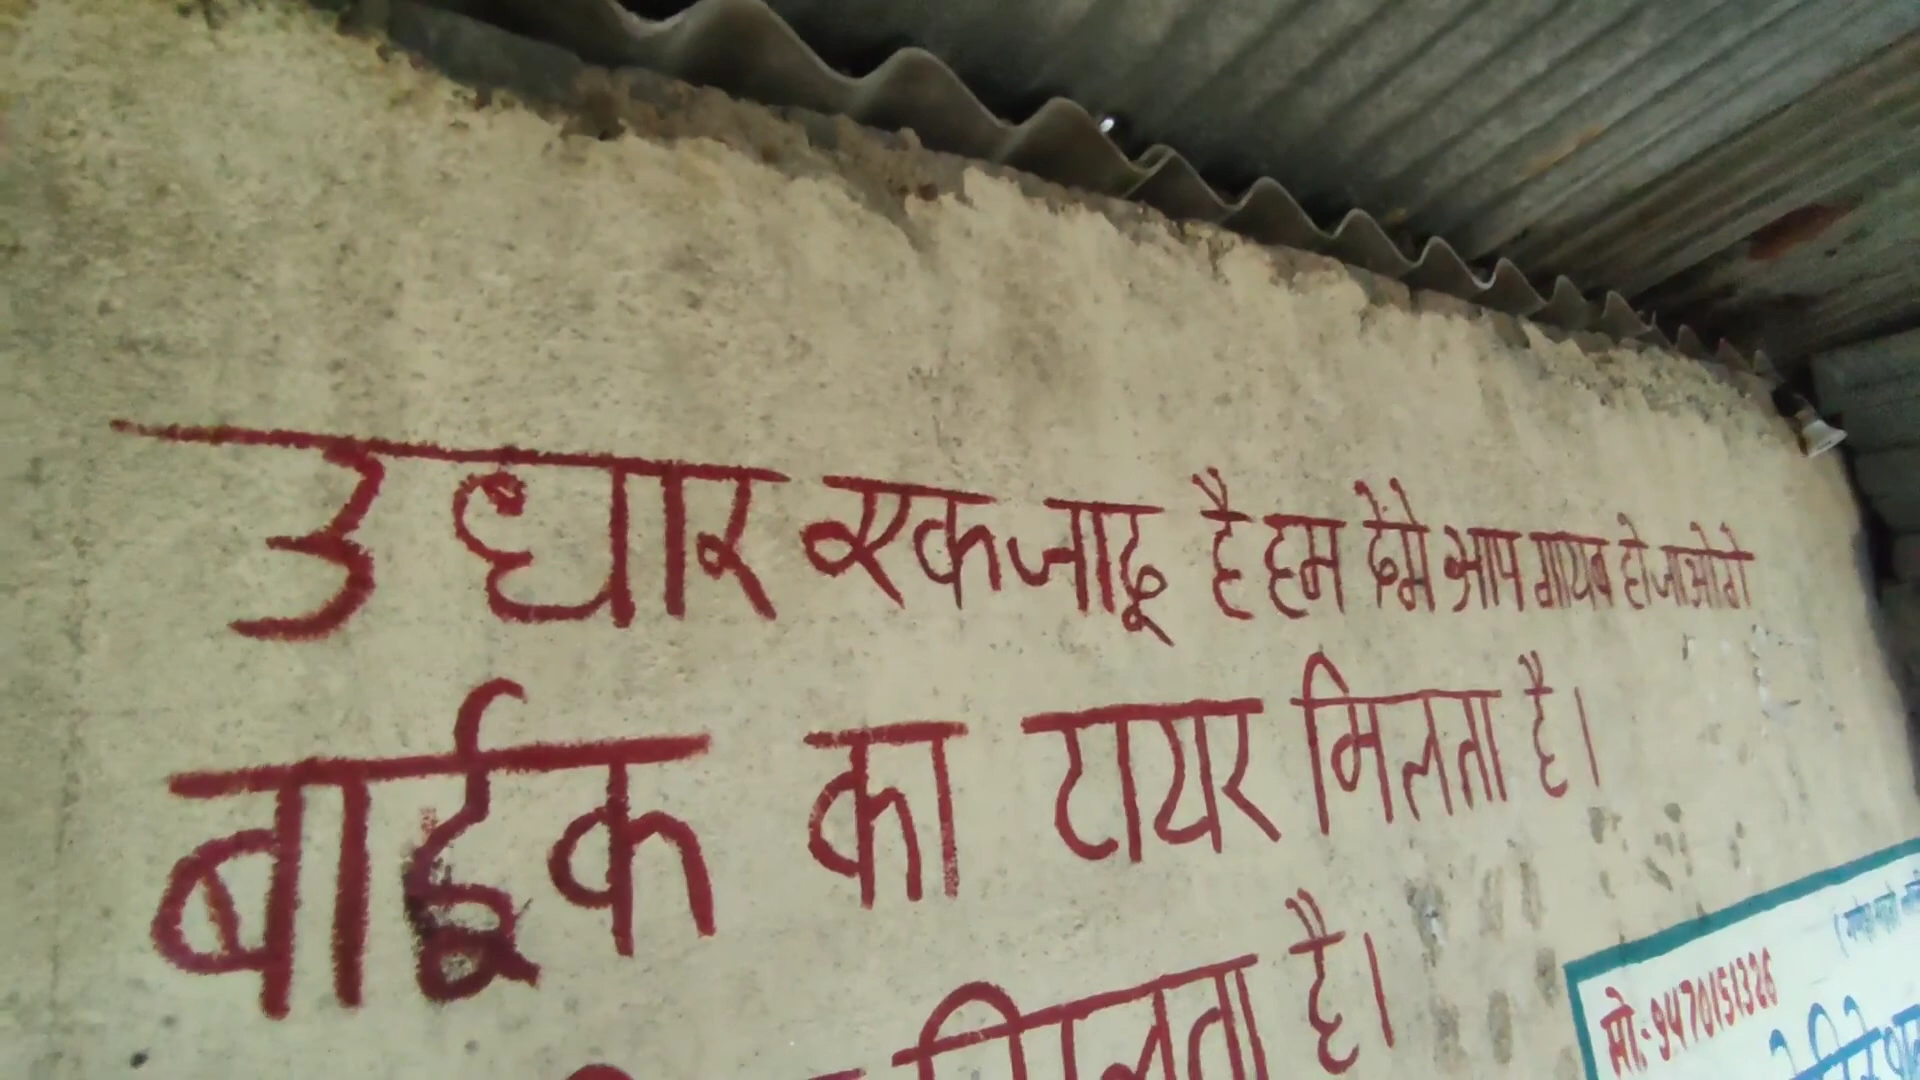 उधार एक जादू है हम देंगे आप गायब हो जाओगे
बाईक का टायर मिलता है।
मिलता है।
मो:- 9470151326